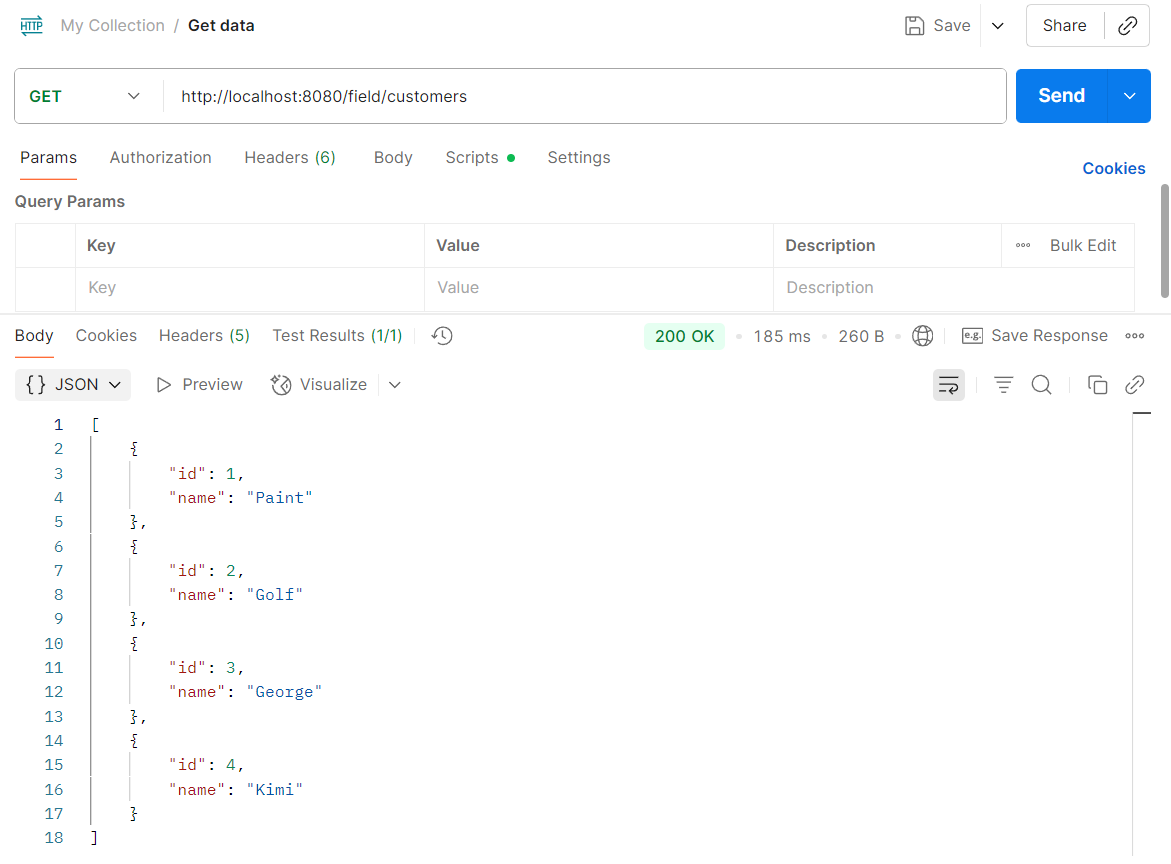 HTTP My Collection / Get data Save Share
GET http://localhost:8080/field/customers Send
Params Authorization Headers (6) Body Scripts Settings
Cookies
Query Params
Key Value Description Bulk Edit
Key Value Description
Body Cookies Headers (5) Test Results (1/1) 200 OK 185 ms 260 B e.g. Save Response
{} JSON Preview Visualize
1 [
2 {
3 "id": 1,
4 "name": "Paint"
5 },
6 {
7 "id": 2,
8 "name": "Golf"
9 },
10 {
11 "id": 3,
12 "name": "George"
13 },
14 {
15 "id": 4,
16 "name": "Kimi"
17 }
18 ]